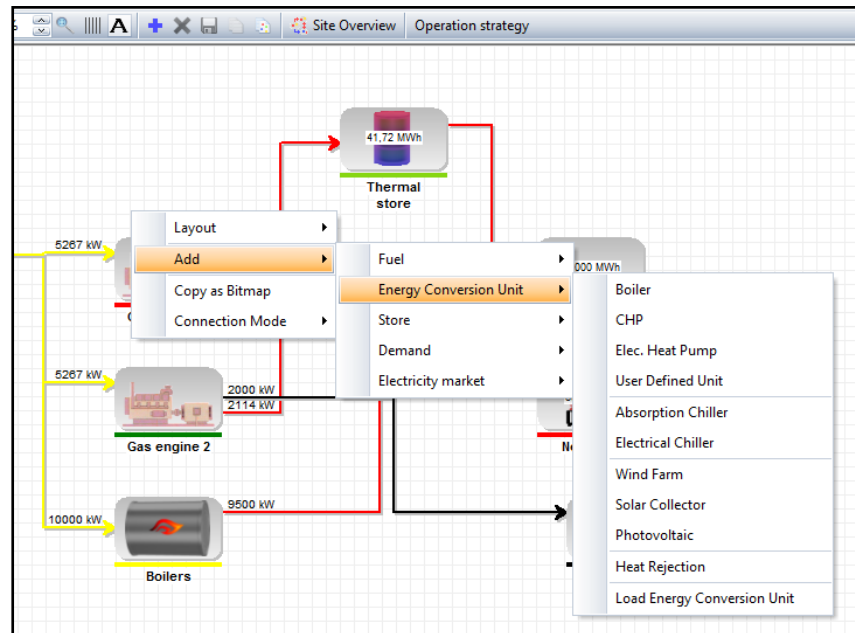 A Site Overview Operation strategy
41,72 MWh
Thermal
store
Layout
5267 kW
Add
Fuel
000 MWh
Copy as Bitmap
Energy Conversion Unit
Boiler
Connection Mode
Store
CHP
Demand
Elec. Heat Pump
5267 kW
Electricity market
User Defined Unit
2000 kW
2114 kW
Absorption Chiller
Gas engine 2
Electrical Chiller
Wind Farm
10000 kW
9500 kW
Solar Collector
Photovoltaic
Boilers
Heat Rejection
Load Energy Conversion Unit